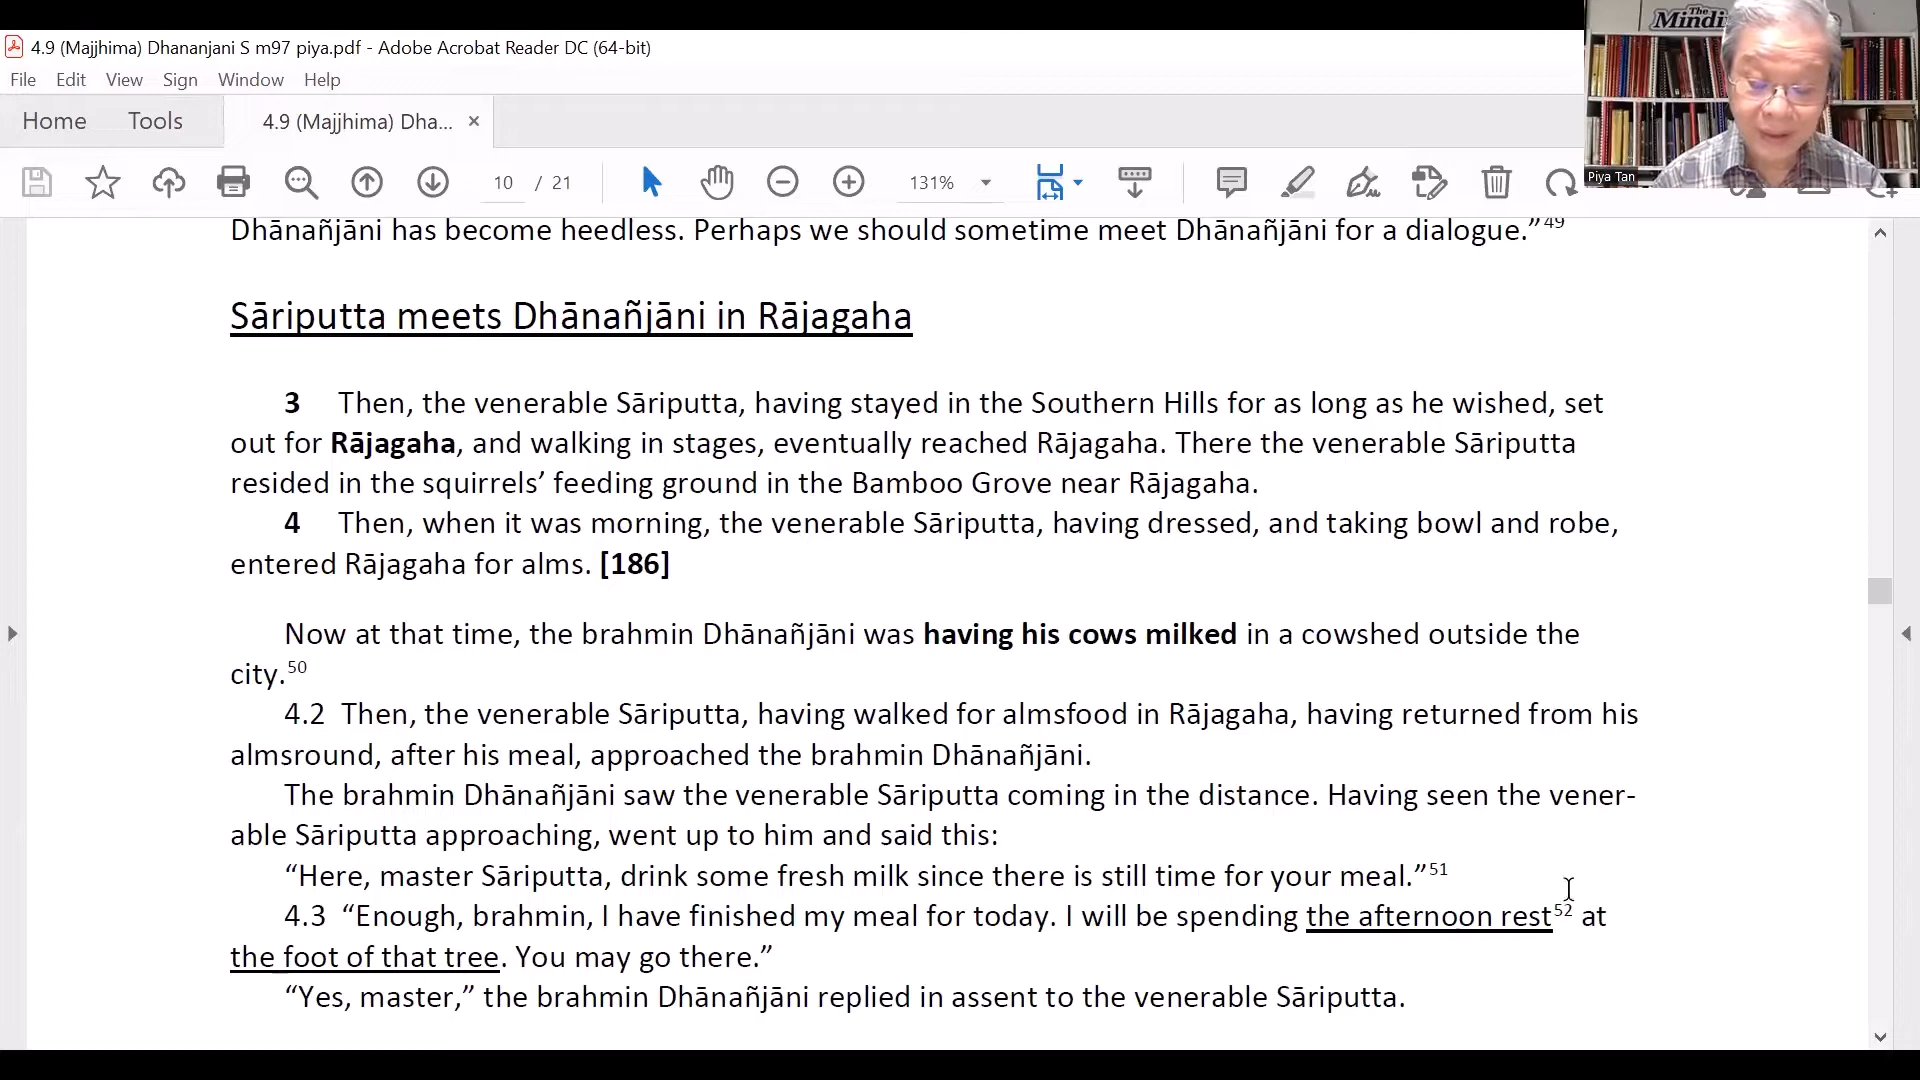 The
Mindi
4.9 (Majjhima) Dhananjani S m97 piya.pdf - Adobe Acrobat Reader DC (64-bit)
File Edit View Sign Window Help
Home Tools 4.9 (Majjhima) Dha... ×
10 / 21 131%
Piya Tan
Dhānañjāni has become heedless. Perhaps we should sometime meet Dhānañjāni for a dialogue.”49
Sāriputta meets Dhānañjāni in Rājagaha
3 Then, the venerable Sāriputta, having stayed in the Southern Hills for as long as he wished, set
out for Rājagaha, and walking in stages, eventually reached Rājagaha. There the venerable Sāriputta
resided in the squirrels’ feeding ground in the Bamboo Grove near Rājagaha.
4 Then, when it was morning, the venerable Sāriputta, having dressed, and taking bowl and robe,
entered Rājagaha for alms. [186]
Now at that time, the brahmin Dhānañjāni was having his cows milked in a cowshed outside the
city.50
4.2 Then, the venerable Sāriputta, having walked for almsfood in Rājagaha, having returned from his
almsround, after his meal, approached the brahmin Dhānañjāni.
The brahmin Dhānañjāni saw the venerable Sāriputta coming in the distance. Having seen the vener-
able Sāriputta approaching, went up to him and said this:
“Here, master Sāriputta, drink some fresh milk since there is still time for your meal.”51
4.3 “Enough, brahmin, I have finished my meal for today. I will be spending the afternoon rest52 at
the foot of that tree. You may go there.”
“Yes, master,” the brahmin Dhānañjāni replied in assent to the venerable Sāriputta.